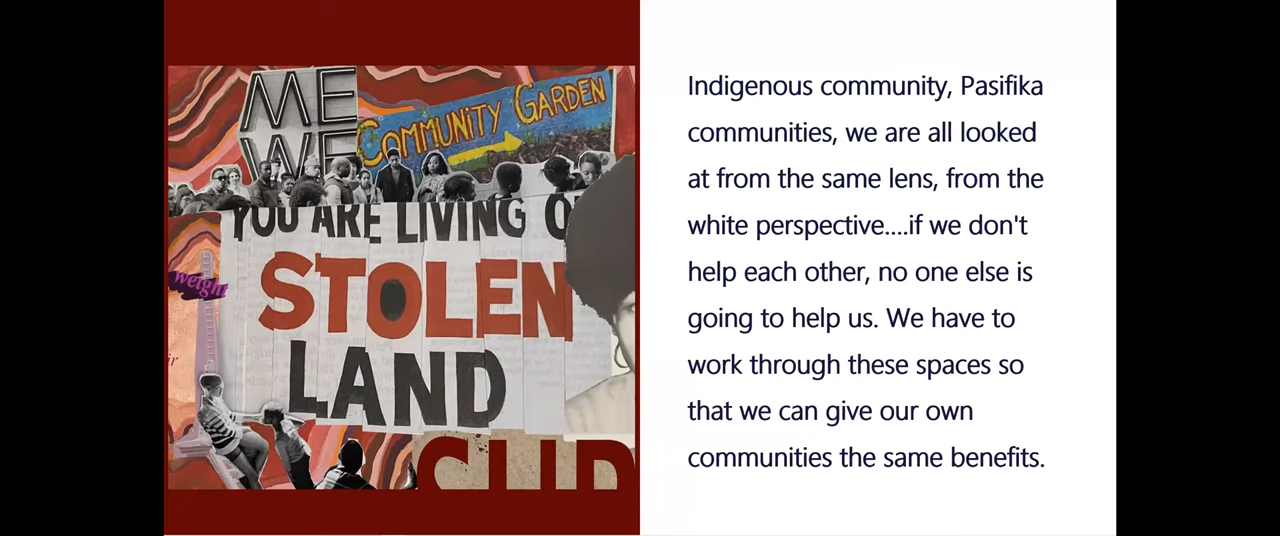 ME
WE
COMMUNITY GARDEN
YOU ARE LIVING O
STOLEN
LAND
weight
Indigenous community, Pasifika
communities, we are all looked
at from the same lens, from the
white perspective....if we don't
help each other, no one else is
going to help us. We have to
work through these spaces so
that we can give our own
communities the same benefits.